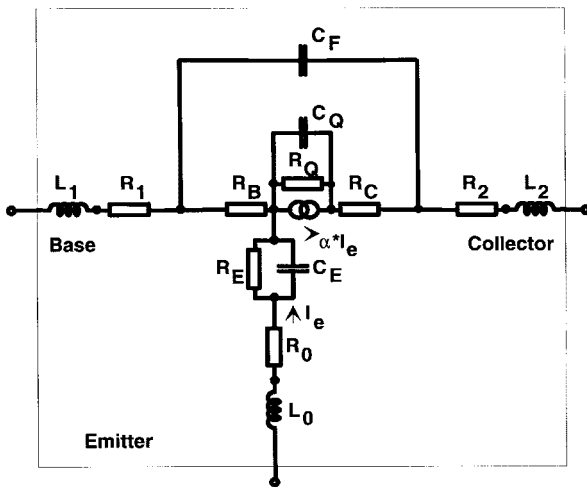 C_F
C_Q
R_Q
L_1
R_1
R_B
R_C
R_2
L_2
Base
α*I_e
Collector
R_E
C_E
I_e
R_0
L_0
Emitter